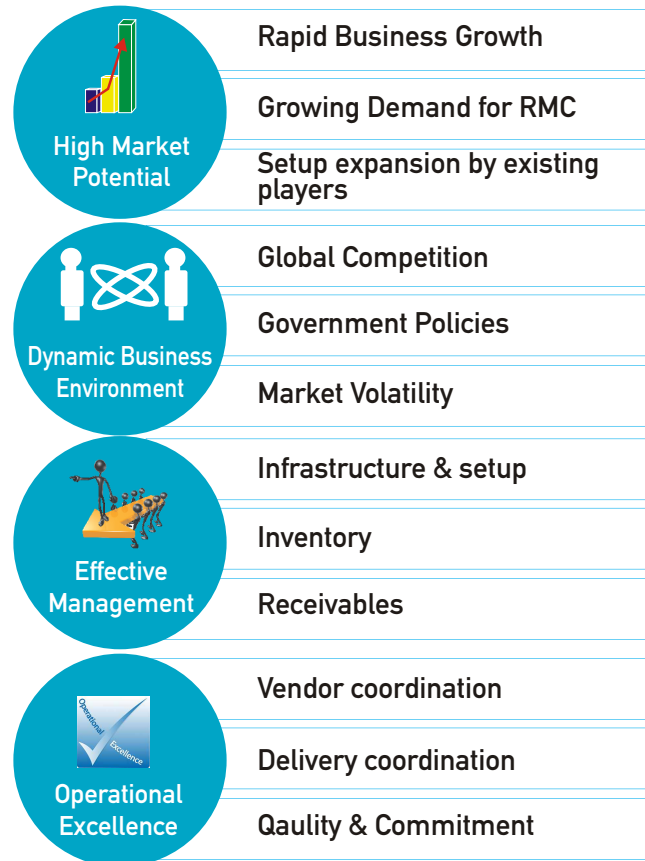 High Market
Potential
Rapid Business Growth
Growing Demand for RMC
Setup expansion by existing
players
Dynamic Business
Environment
Global Competition
Government Policies
Market Volatility
Effective
Management
Infrastructure & setup
Inventory
Receivables
Operational
Excellence
Operational
Excellence
Vendor coordination
Delivery coordination
Qaulity & Commitment